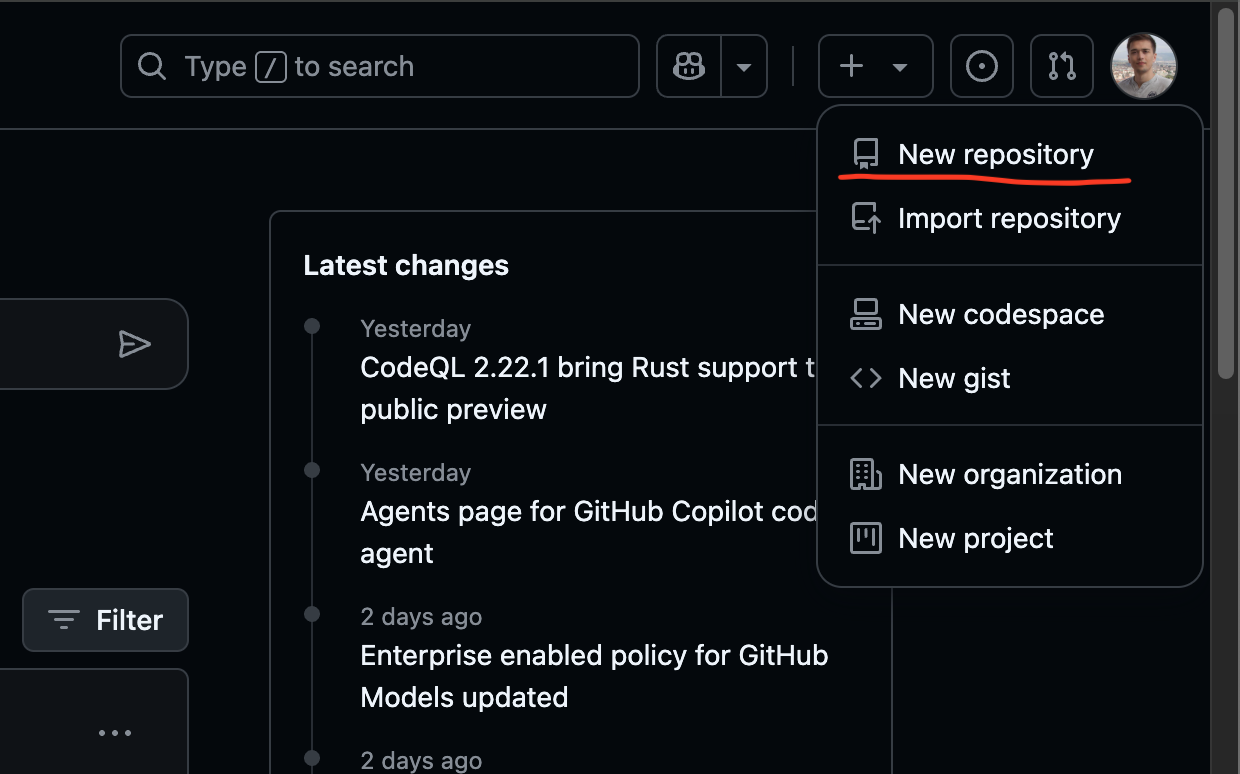 Type / to search
New repository
Import repository
New codespace
New gist
New organization
New project
Latest changes
Yesterday
CodeQL 2.22.1 bring Rust support t
public preview
Yesterday
Agents page for GitHub Copilot cod
agent
2 days ago
Enterprise enabled policy for GitHub
Models updated
2 days ago
Filter